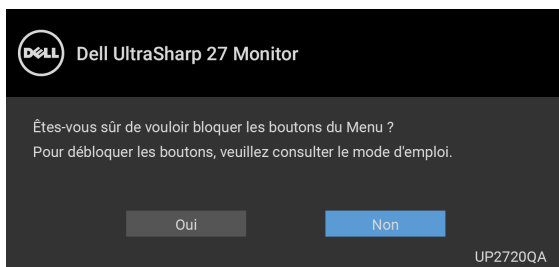 DELL Dell UltraSharp 27 Monitor
Êtes-vous sûr de vouloir bloquer les boutons du Menu ?
Pour débloquer les boutons, veuillez consulter le mode d'emploi.
Oui Non
UP2720QA